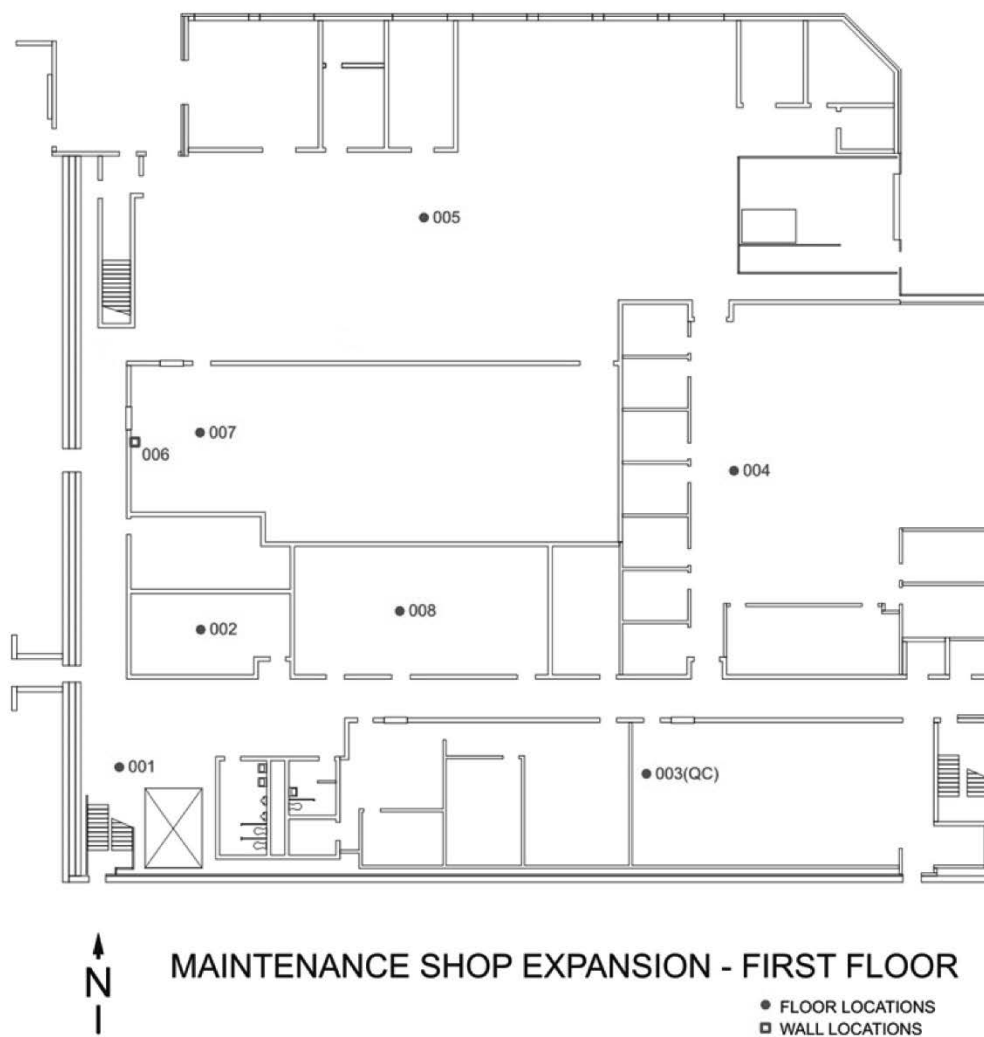 005
007
006
004
008
002
001
003(QC)
N
MAINTENANCE SHOP EXPANSION - FIRST FLOOR
FLOOR LOCATIONS
WALL LOCATIONS